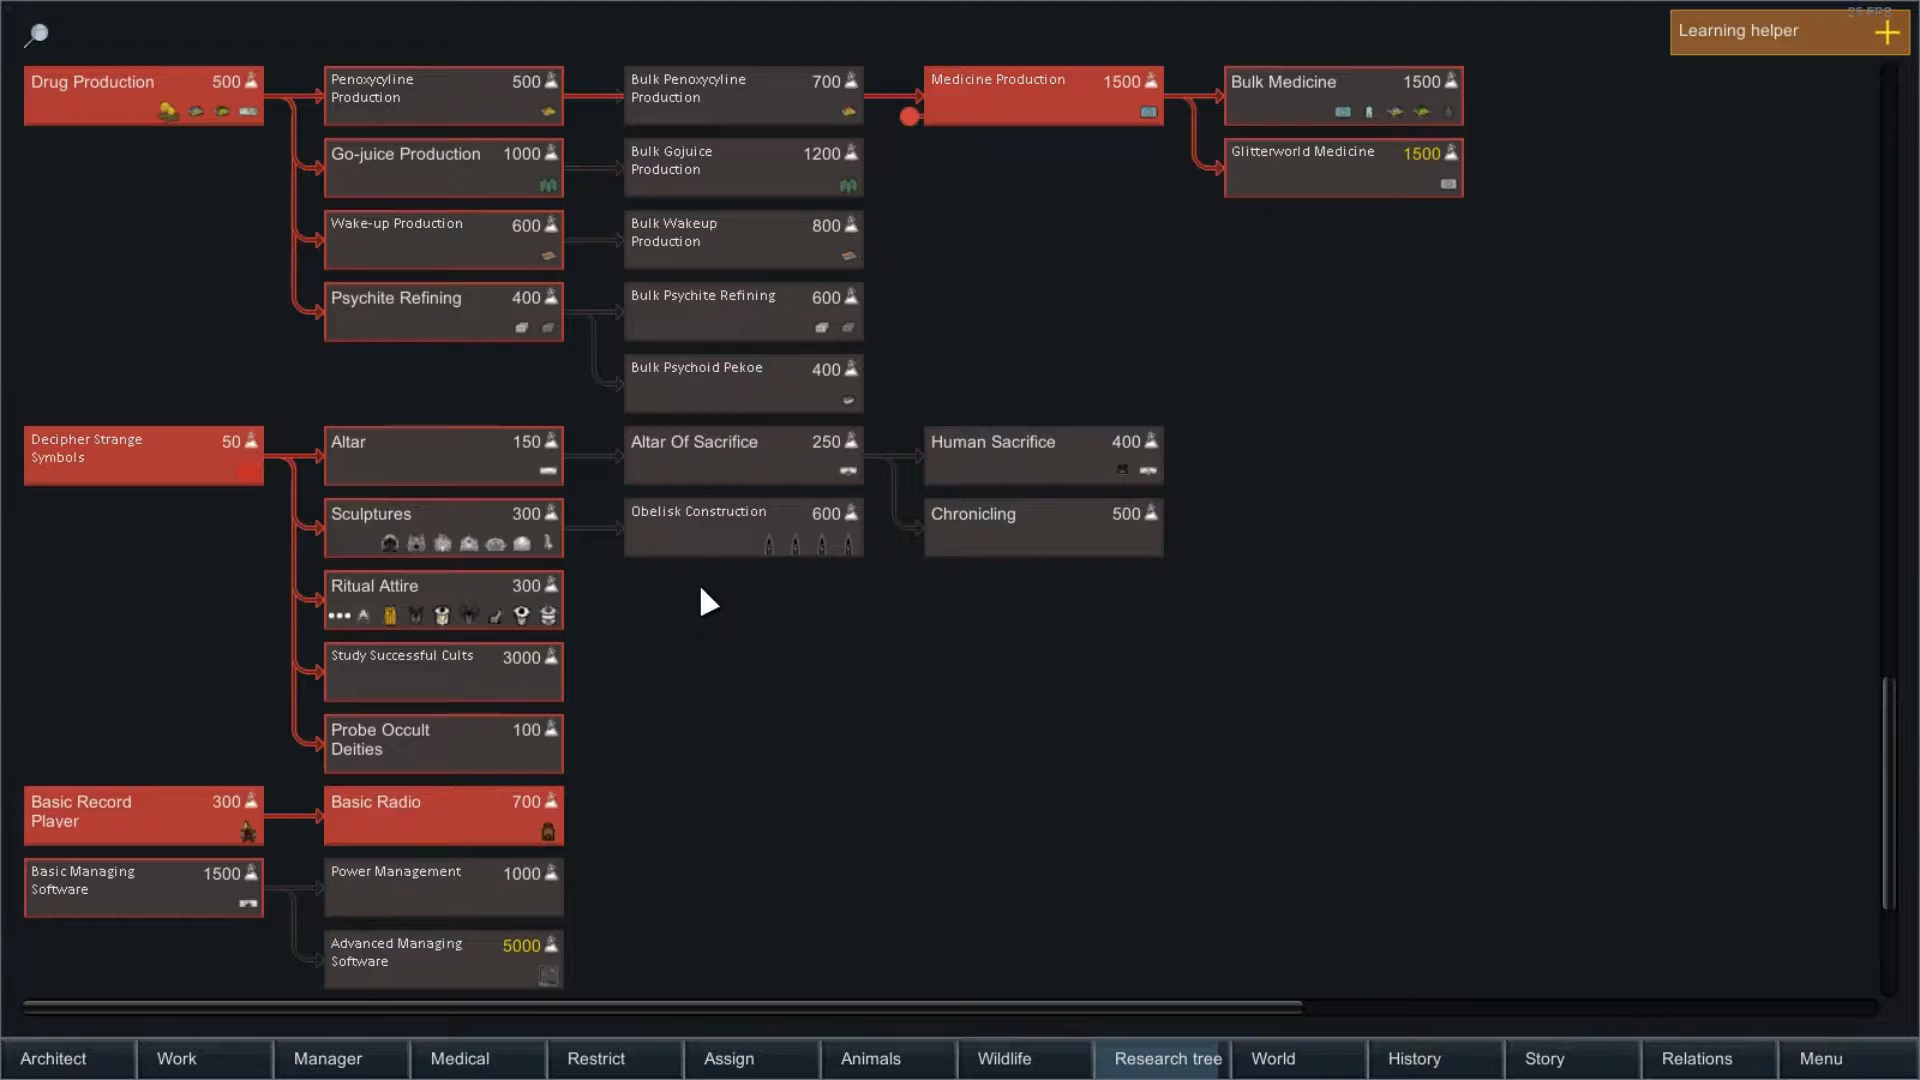 25 FPS
Learning helper
Drug Production 500
Penoxycyline Production 500
Bulk Penoxycyline Production 700
Medicine Production 1500
Bulk Medicine 1500
Go-juice Production 1000
Bulk Gojuice Production 1200
Glitterworld Medicine 1500
Wake-up Production 600
Bulk Wakeup Production 800
Psychite Refining 400
Bulk Psychite Refining 600
Bulk Psychoid Pekoe 400
Decipher Strange Symbols 50
Altar 150
Altar Of Sacrifice 250
Human Sacrifice 400
Sculptures 300
Obelisk Construction 600
Chronicling 500
Ritual Attire 300
Study Successful Cults 3000
Probe Occult Deities 100
Basic Record Player 300
Basic Radio 700
Basic Managing Software 1500
Power Management 1000
Advanced Managing Software 5000
Architect Work Manager Medical Restrict Assign Animals Wildlife Research tree World History Story Relations Menu